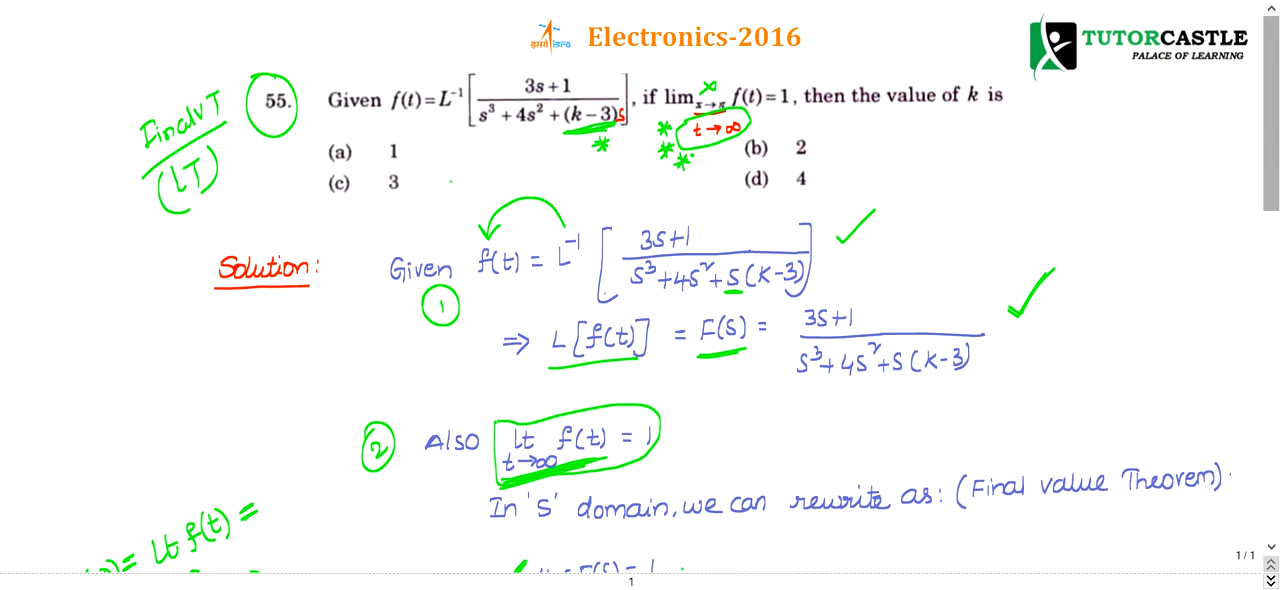 इसरो isro Electronics-2016
TUTORCASTLE
PALACE OF LEARNING
Final V T
(LT)
55. Given f(t)=L⁻¹[(3s+1)/(s³+4s²+(k−3)s)], if lim x→π f(t)=1, then the value of k is
∞
* t→∞
* * *
(a) 1 (b) 2
(c) 3 (d) 4
Solution: Given f(t) = L⁻¹[(3S+1)/(S³+4S²+S(K−3))] ✓
①
⇒ L[f(t)] = F(S) = (3S+1)/(S³+4S²+S(K−3)) ✓
② Also Lt t→∞ f(t) = 1
In 'S' domain, we can rewrite as: (Final value Theorem).
= Lt f(t) =
F(S) = 1
1 / 1
1